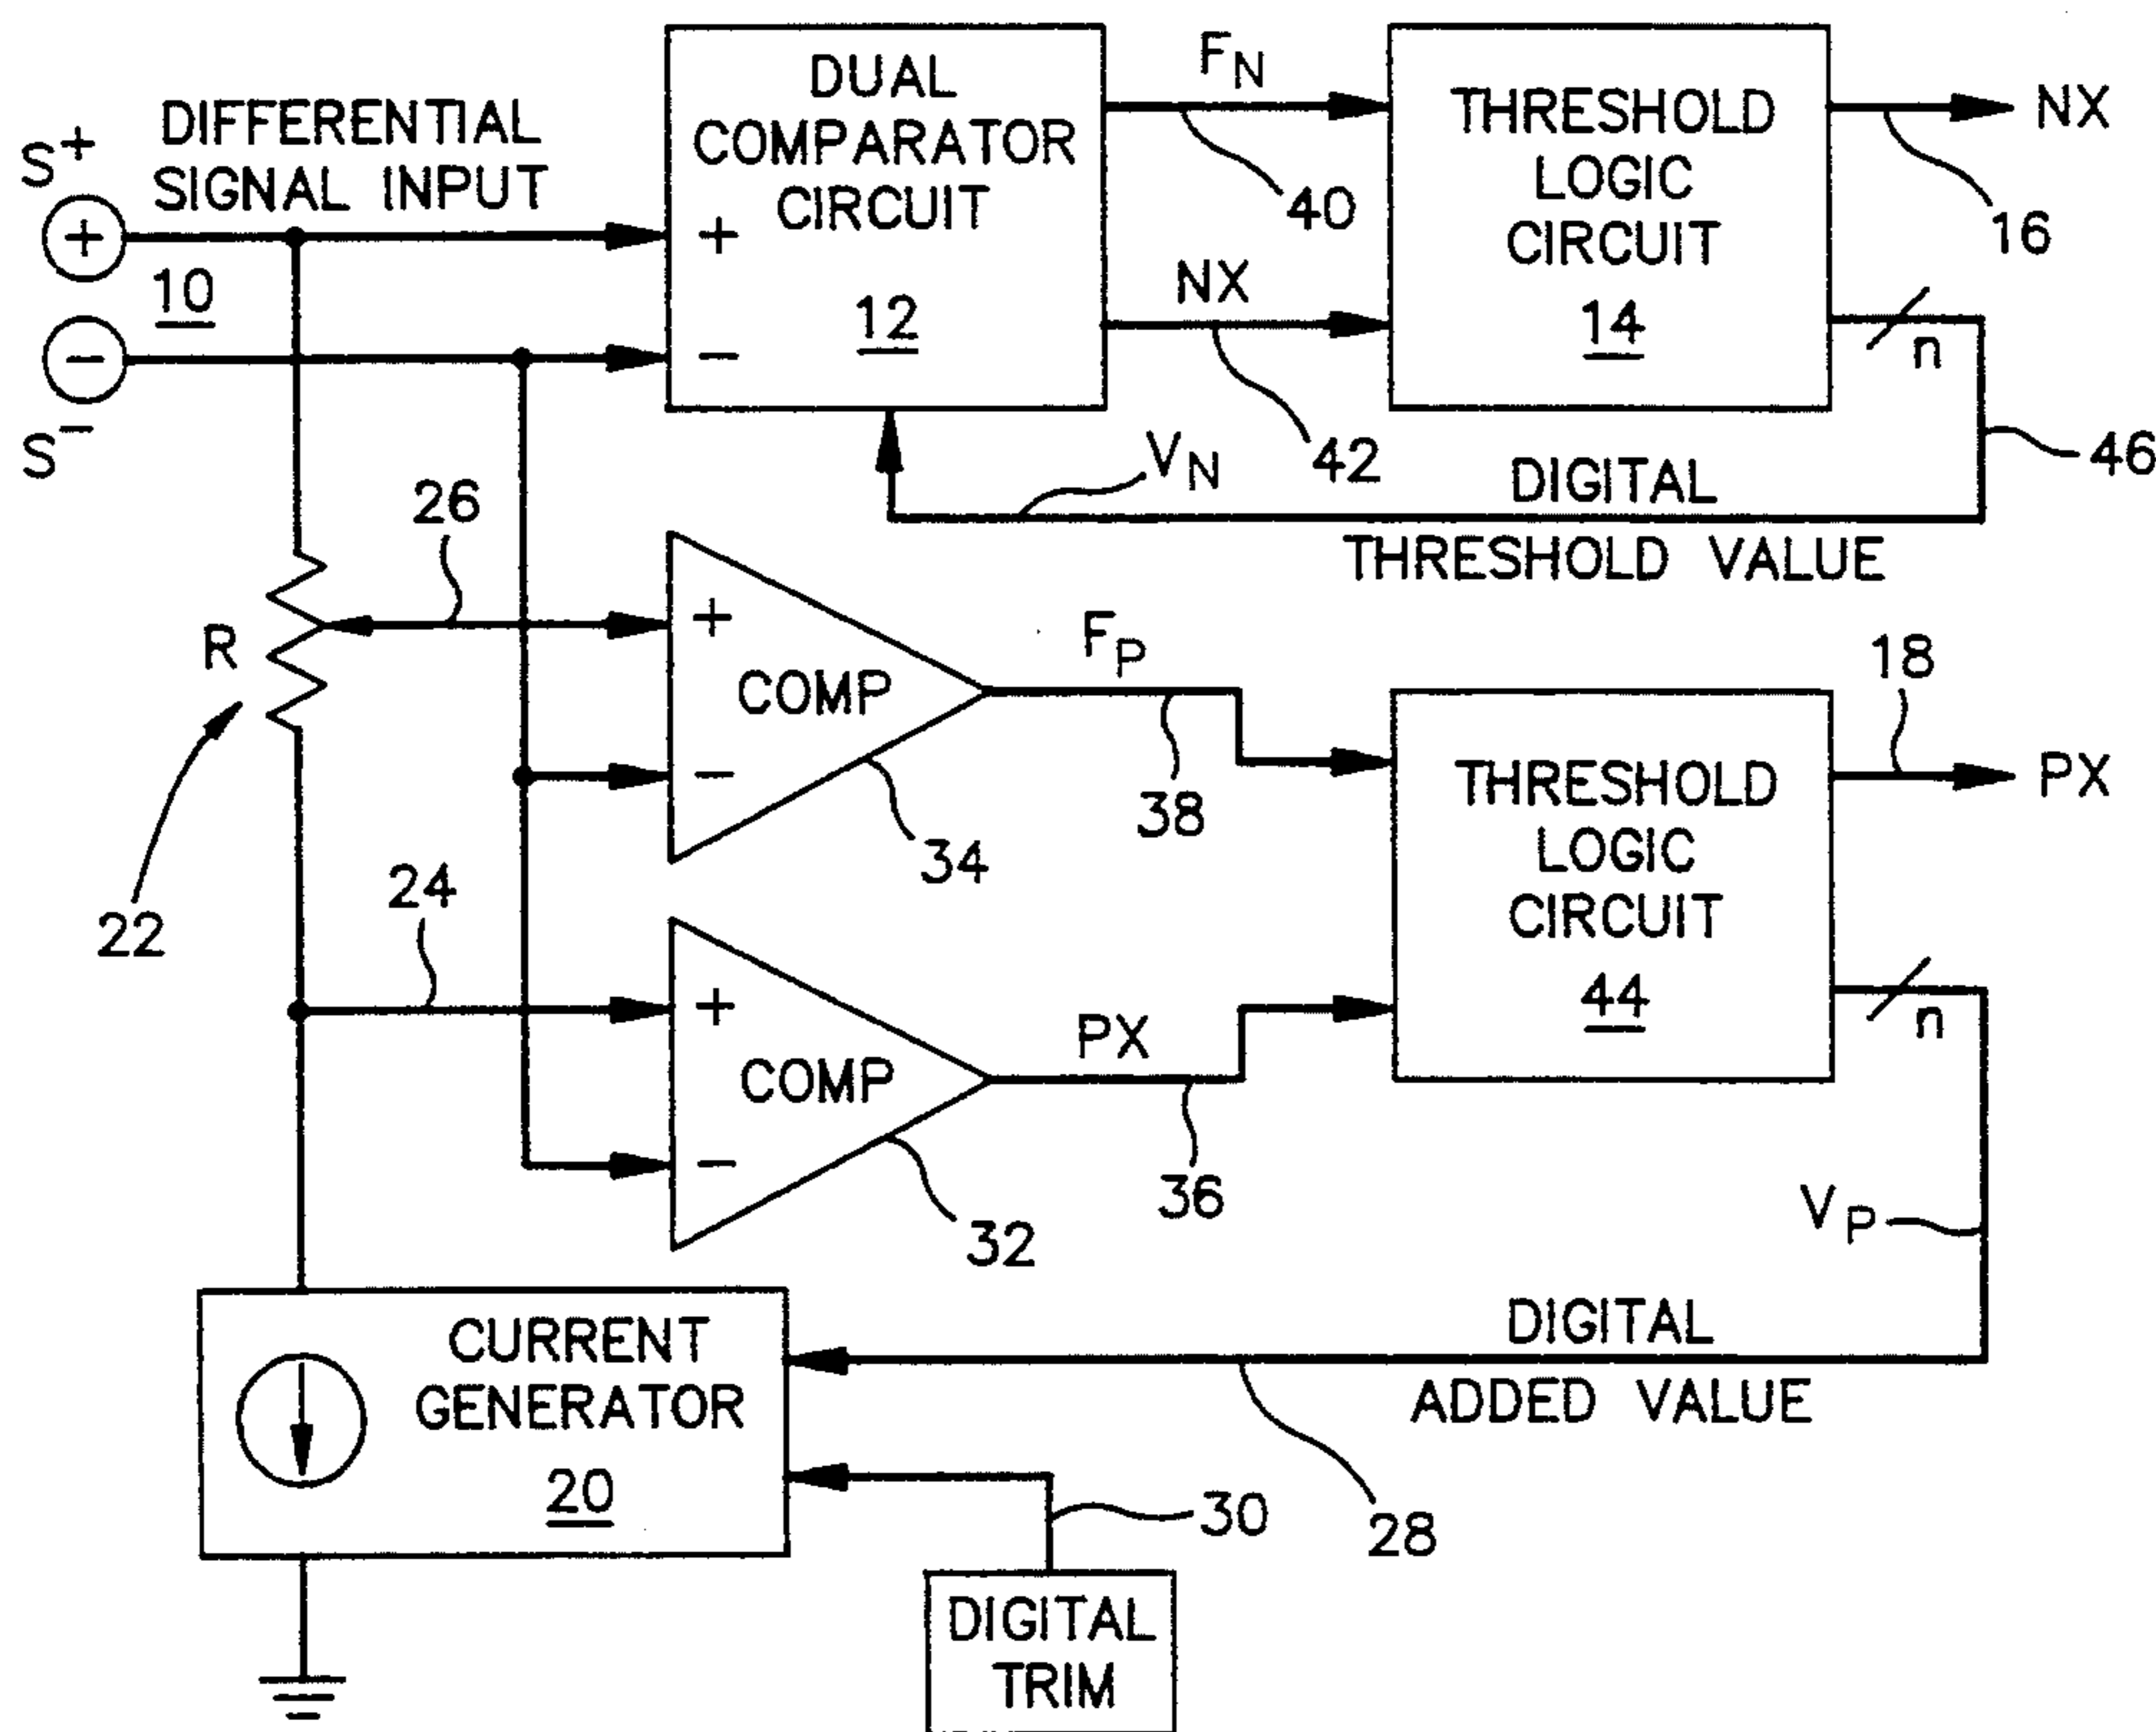 DIFFERENTIAL
SIGNAL INPUT
S+
+
10
−
S−
DUAL
COMPARATOR
CIRCUIT
+
12
−
FN
40
NX
42
THRESHOLD
LOGIC
CIRCUIT
14
NX
16
n
46
VN
DIGITAL
THRESHOLD VALUE
26
R
22
+
COMP
−
34
FP
38
THRESHOLD
LOGIC
CIRCUIT
44
18
PX
n
24
+
COMP
−
32
PX
36
VP
CURRENT
GENERATOR
20
DIGITAL
ADDED VALUE
28
30
DIGITAL
TRIM